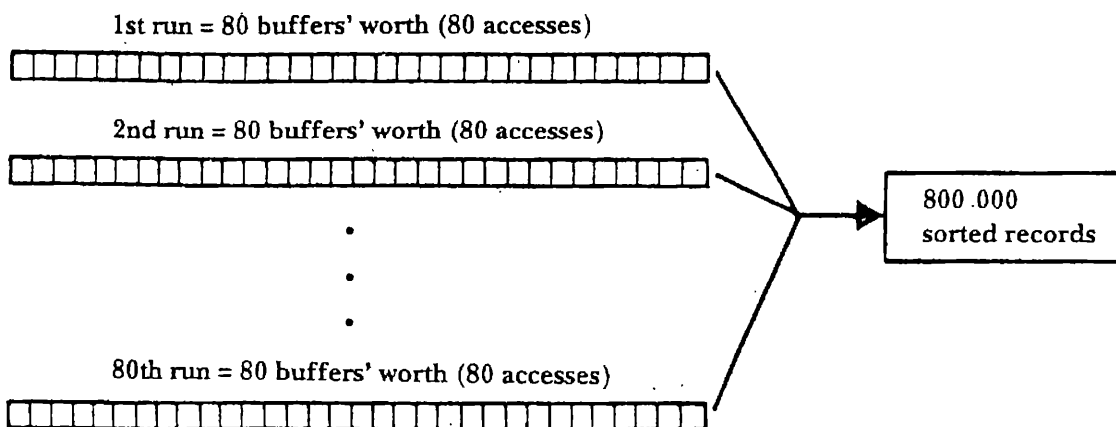 1st run = 80 buffers' worth (80 accesses)
2nd run = 80 buffers' worth (80 accesses)
800.000
sorted records
80th run = 80 buffers' worth (80 accesses)